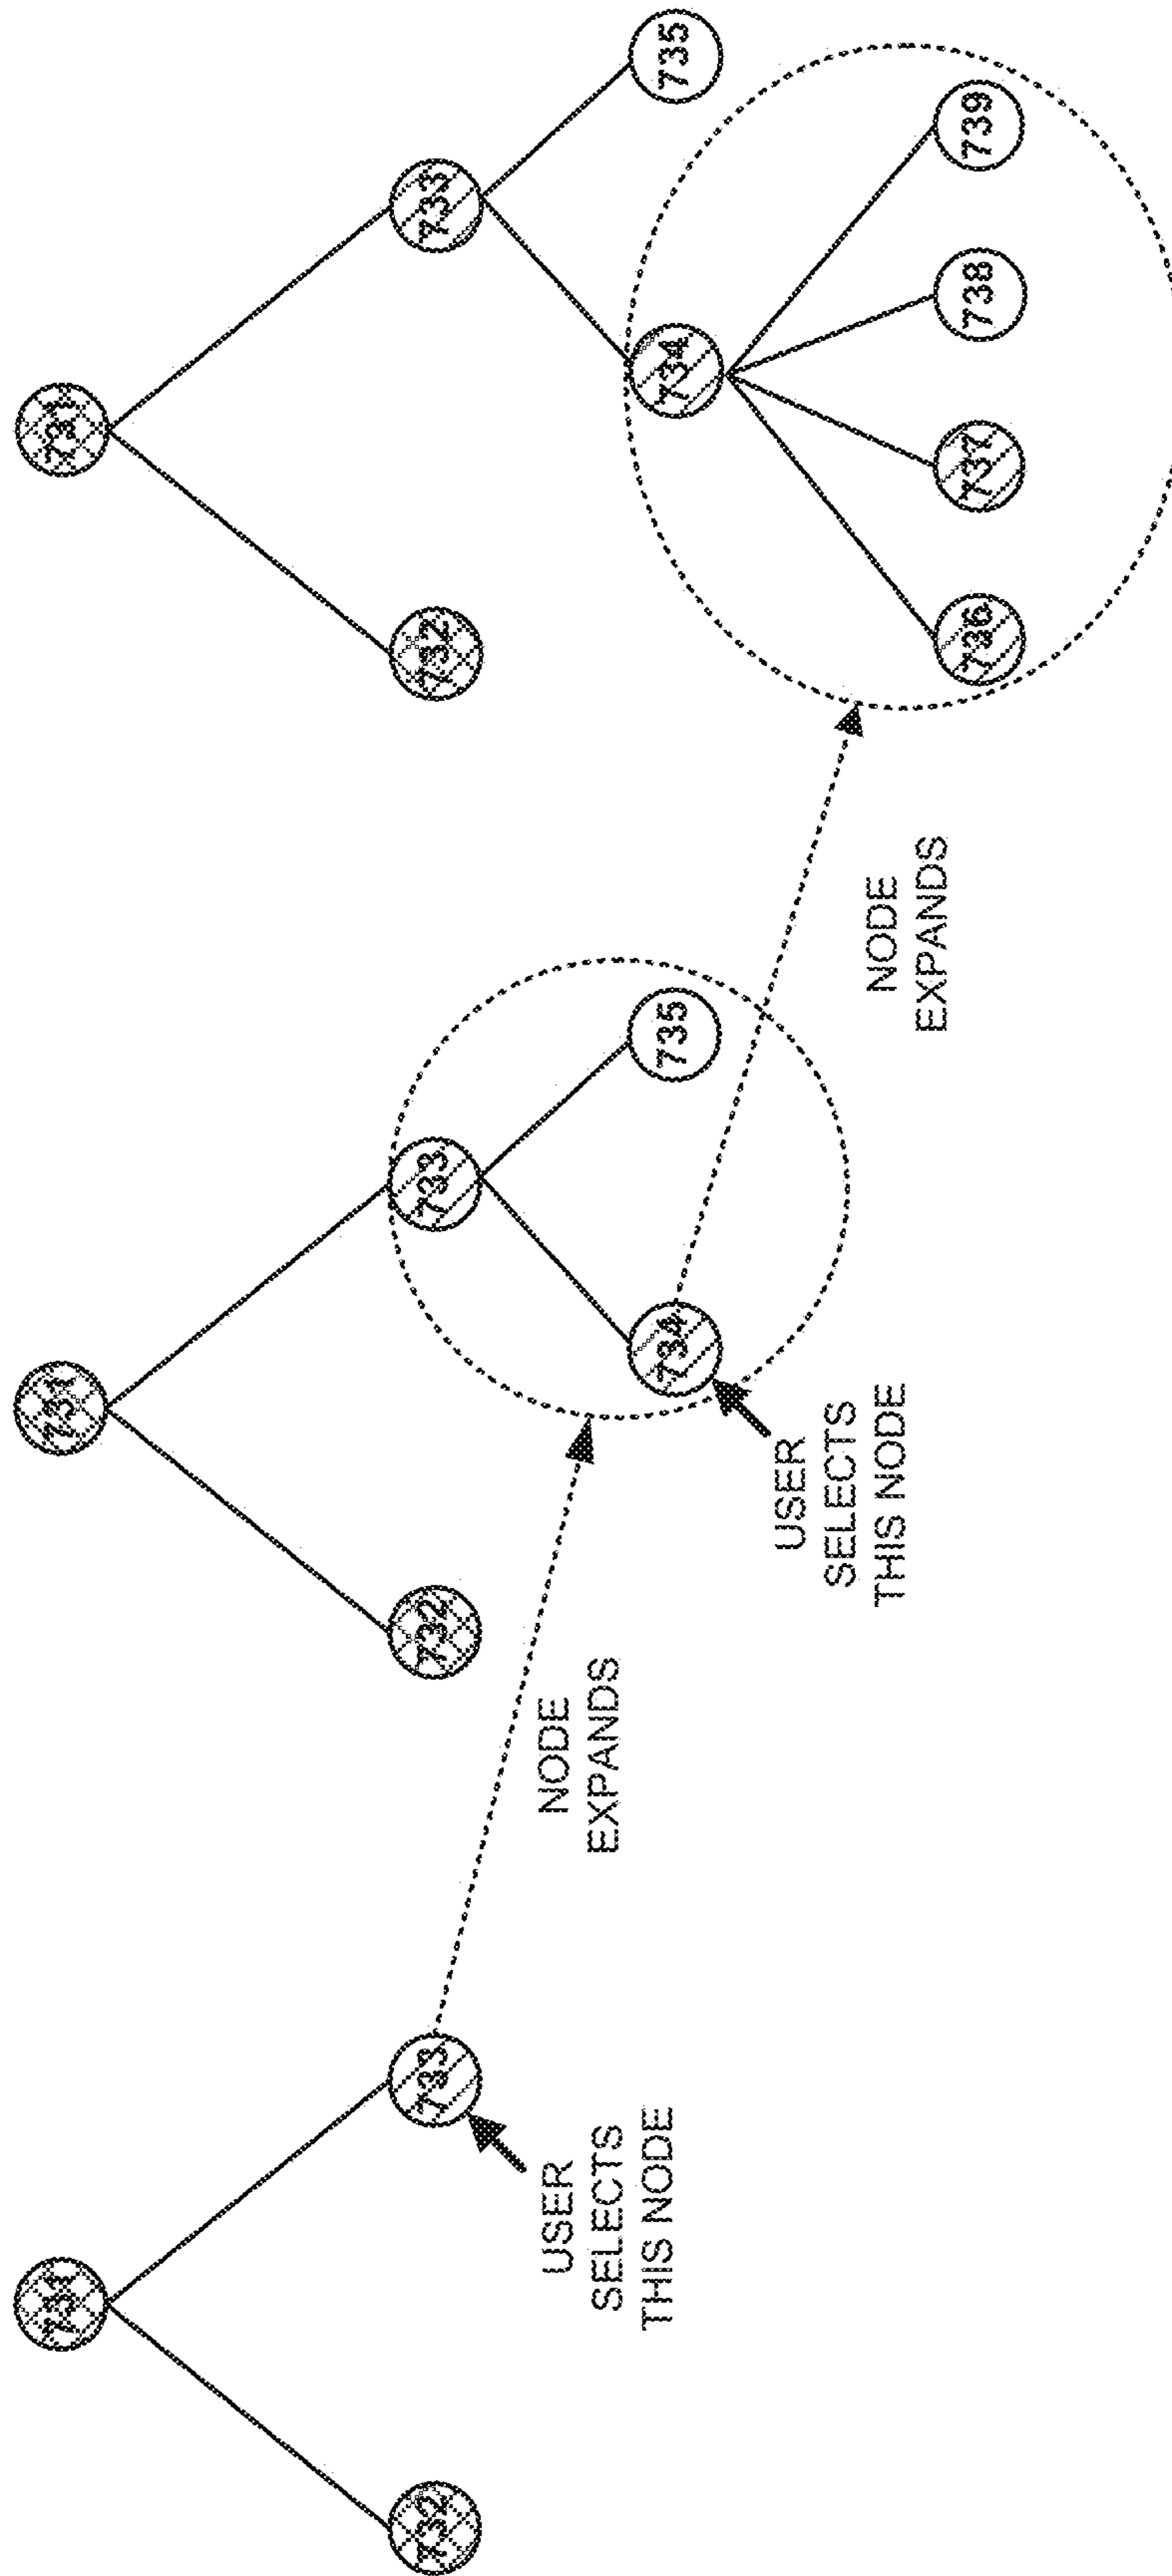 731
732
733
USER
SELECTS
THIS NODE
NODE
EXPANDS
731
732
733
734
735
USER
SELECTS
THIS NODE
NODE
EXPANDS
731
732
733
734
735
736
737
738
739